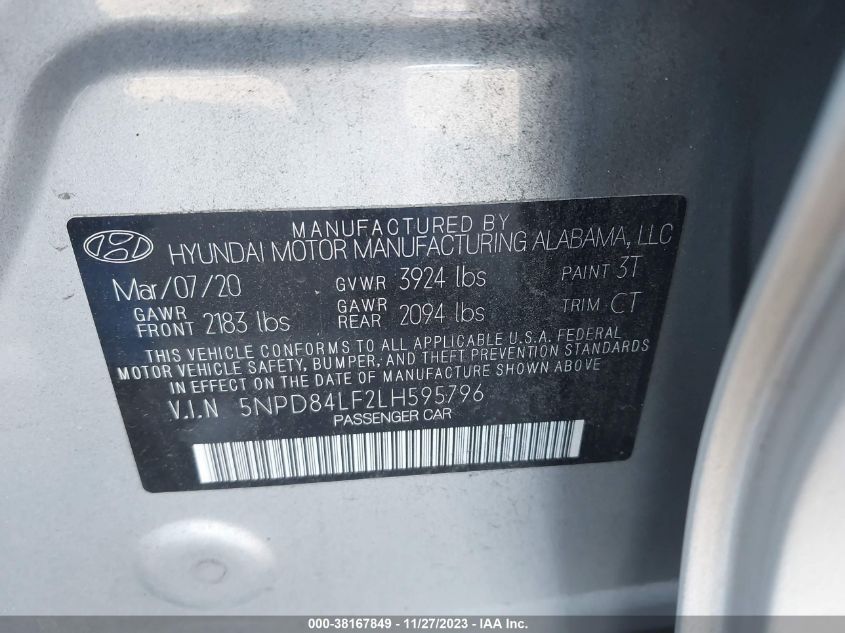 MANUFACTURED BY
HYUNDAI MOTOR MANUFACTURING ALABAMA, LLC
Mar/07/20 GVWR 3924 lbs PAINT 3T
GAWR FRONT 2183 lbs GAWR REAR 2094 lbs TRIM CT
THIS VEHICLE CONFORMS TO ALL APPLICABLE U.S.A. FEDERAL
MOTOR VEHICLE SAFETY, BUMPER, AND THEFT PREVENTION STANDARDS
IN EFFECT ON THE DATE OF MANUFACTURE SHOWN ABOVE
V.I.N 5NPD84LF2LH595796
PASSENGER CAR
000-38167849 - 11/27/2023 - IAA Inc.